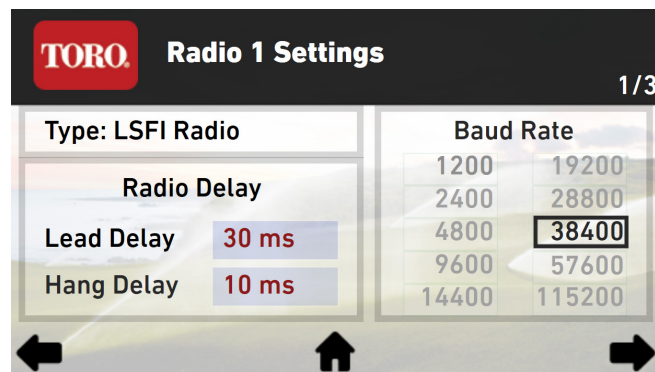 TORO.
Radio 1 Settings
1/3
Type: LSFI Radio
Radio Delay
Lead Delay 30 ms
Hang Delay 10 ms
Baud Rate
1200 19200
2400 28800
4800 38400
9600 57600
14400 115200